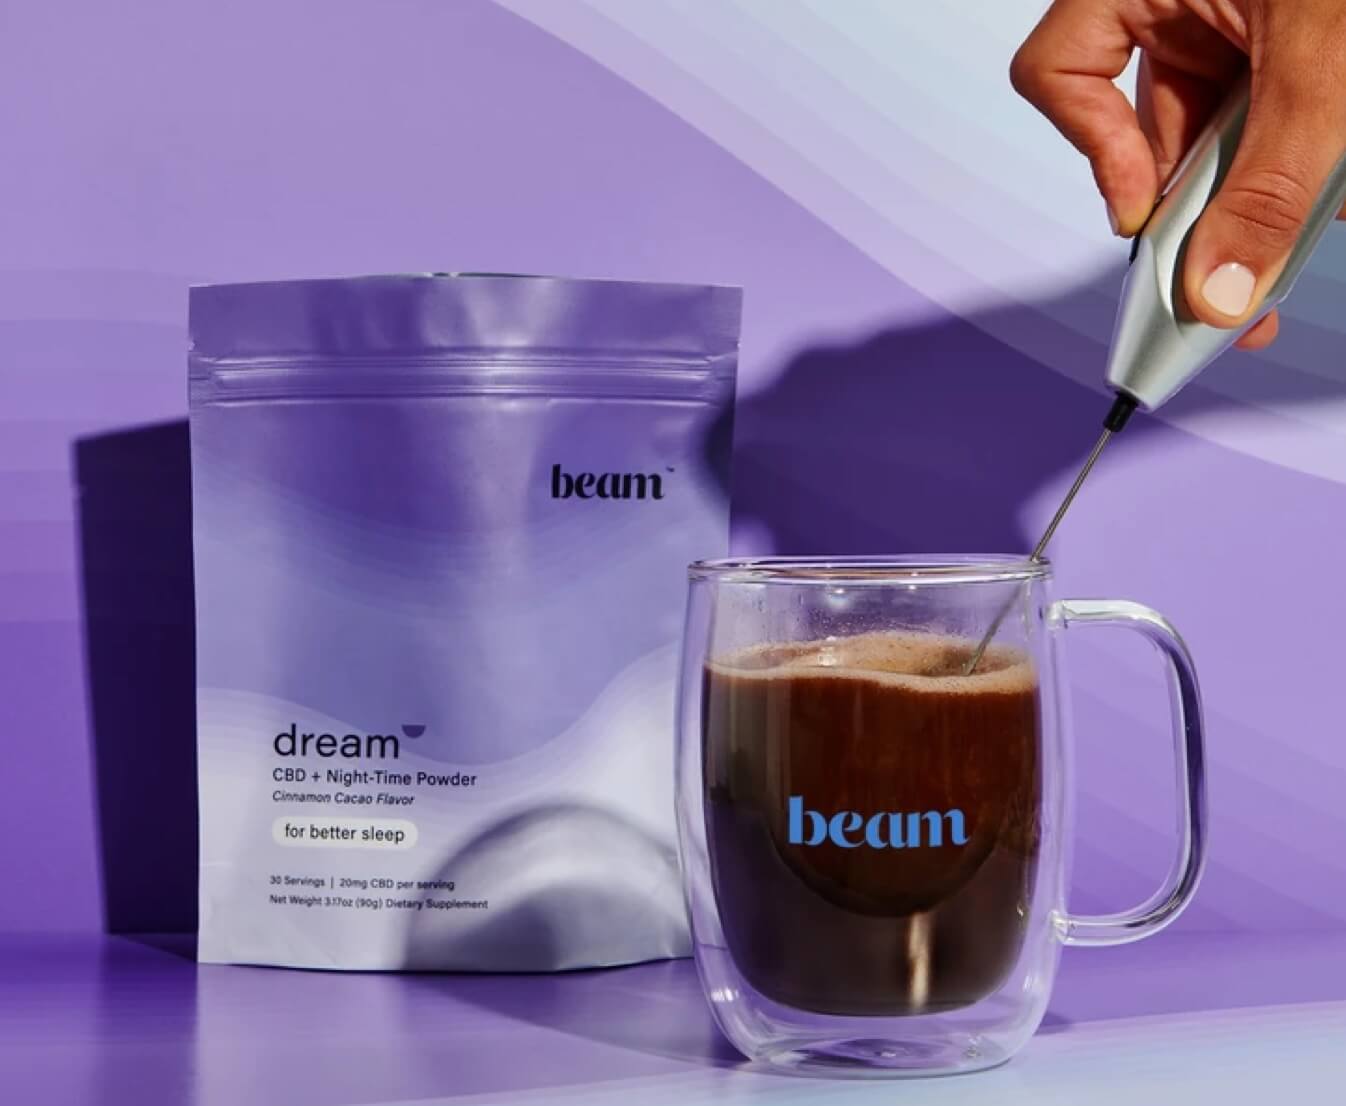 beam™
dream
CBD + Night-Time Powder
Cinnamon Cacao Flavor
for better sleep
30 Servings | 20mg CBD per serving
Net Weight 3.17oz (90g) Dietary Supplement
beam